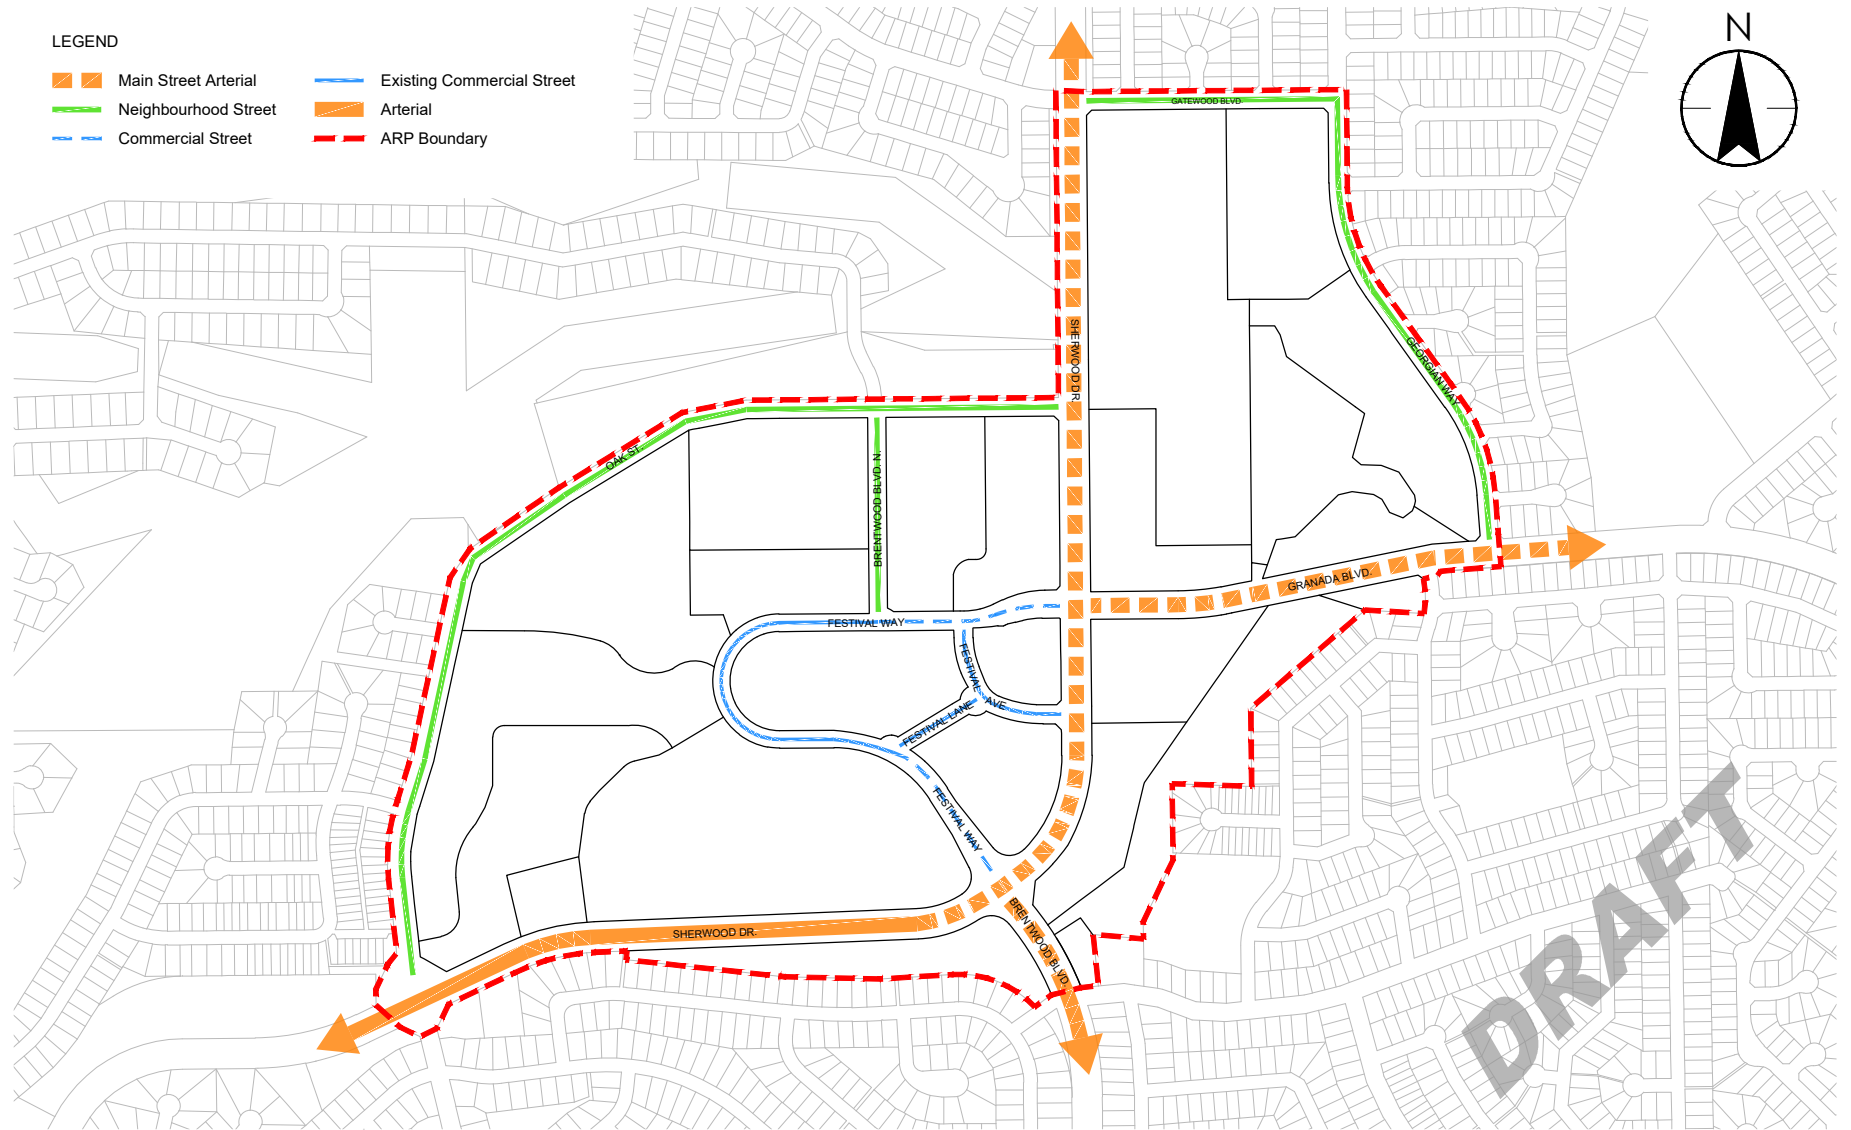 LEGEND
Main Street Arterial
Neighbourhood Street
Commercial Street
Existing Commercial Street
Arterial
ARP Boundary
N
GATEWOOD BLVD.
SHERWOOD DR.
GEORGIAN WAY
OAK ST.
BRENTWOOD BLVD. N.
GRANADA BLVD.
FESTIVAL WAY
FESTIVAL AVE
FESTIVAL LANE
FESTIVAL WAY
BRENTWOOD BLVD.
SHERWOOD DR.
DRAFT